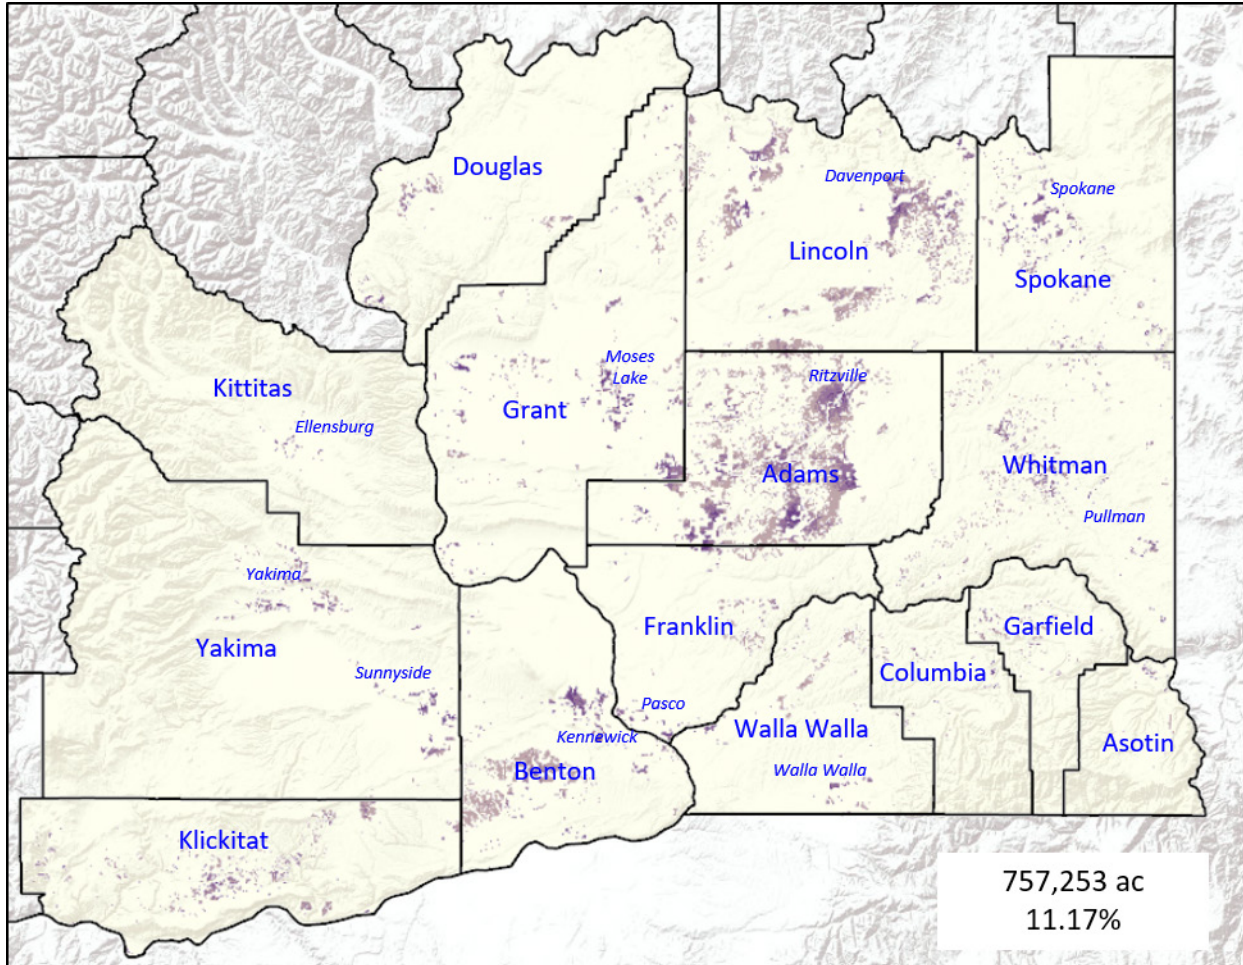 Douglas
Davenport
Spokane
Lincoln
Spokane
Moses
Lake
Ritzville
Kittitas
Grant
Ellensburg
Adams
Whitman
Pullman
Yakima
Franklin
Garfield
Yakima
Sunnyside
Columbia
Pasco
Walla Walla
Kennewick
Asotin
Benton
Walla Walla
Klickitat
757,253 ac
11.17%